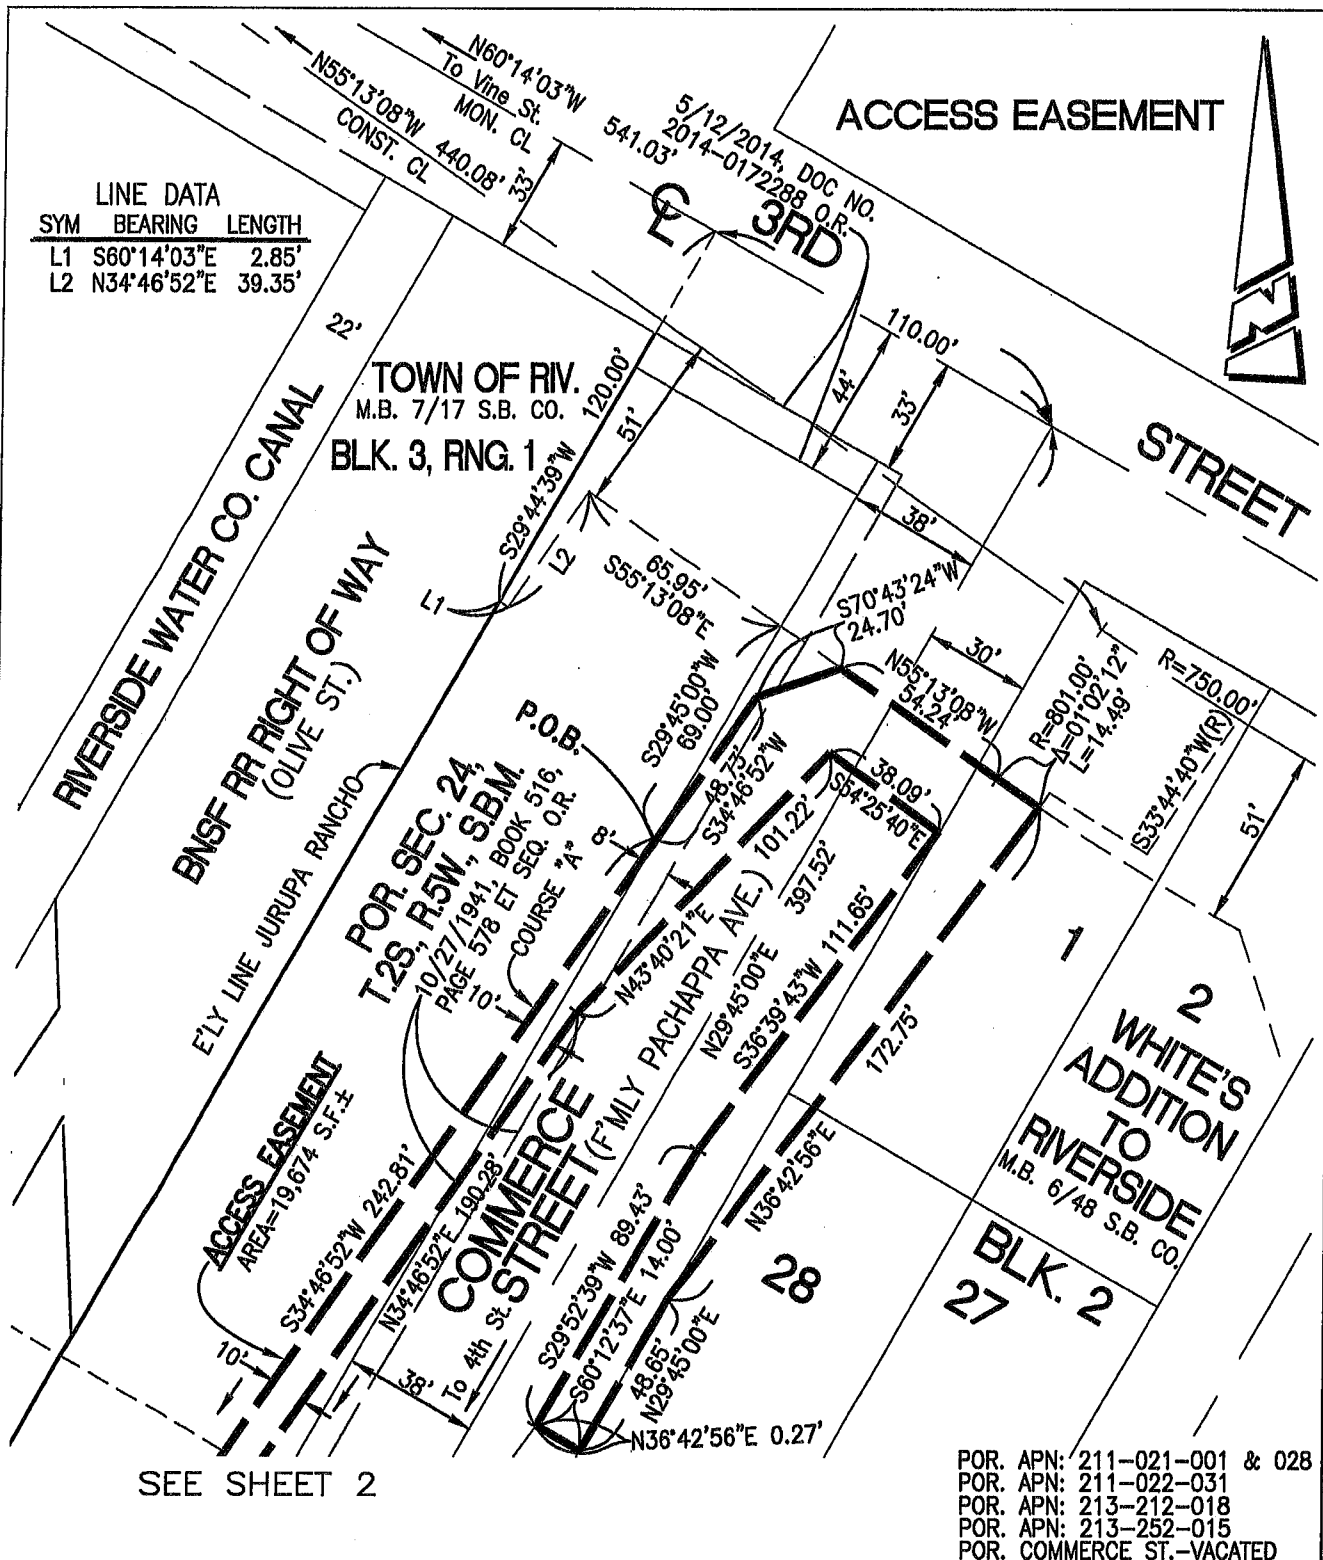 ACCESS EASEMENT
N60°14'03"W
To Vine St.
MON. CL
541.03'
N55°13'08"W 440.08'
CONST. CL
33'
5/12/2014, DOC NO.
2014-0172288 O.R.
LINE DATA
SYM BEARING LENGTH
L1 S60°14'03"E 2.85'
L2 N34°46'52"E 39.35'
CL
3RD
STREET
110.00'
44'
33'
22'
TOWN OF RIV.
M.B. 7/17 S.B. CO.
BLK. 3, RNG. 1
S29°44'39"W 120.00'
51'
38'
L2
L1
65.95'
S55°13'08"E
S70°43'24"W
24.70'
30'
N55°13'08"W
54.24'
R=801.00'
Δ=01°02'12"
L=14.49'
R=750.00'
S33°44'40"W(R)
51'
RIVERSIDE WATER CO. CANAL
BNSF RR RIGHT OF WAY
(OLIVE ST.)
E'LY LINE JURUPA RANCHO
P.O.B.
S29°45'00"W
69.00'
48.73'
S34°46'52"W
38.09'
S54°25'40"E
POR. SEC. 24,
T.2S., R.5W., S.B.M.
10/27/1941, BOOK 516,
PAGE 578 ET SEQ. O.R.
COURSE "A"
8'
10'
N43°40'21"E 101.22'
397.52'
N29°45'00"E
S36°39'43"W 111.65'
172.75'
N36°42'56"E
1
2
WHITE'S
ADDITION
TO
RIVERSIDE
M.B. 6/48 S.B. CO.
BLK. 2
28
27
ACCESS EASEMENT
AREA=19,674 S.F.±
S34°46'52"W 242.81'
N34°46'52"E 190.28'
COMMERCE
STREET (F'MLY PACHAPPA AVE.)
To 4th St.
S29°52'39"W 89.43'
S60°12'37"E 14.00'
48.65'
N29°45'00"E
N36°42'56"E 0.27'
10'
38'
SEE SHEET 2
POR. APN: 211-021-001 & 028
POR. APN: 211-022-031
POR. APN: 213-212-018
POR. APN: 213-252-015
POR. COMMERCE ST.-VACATED